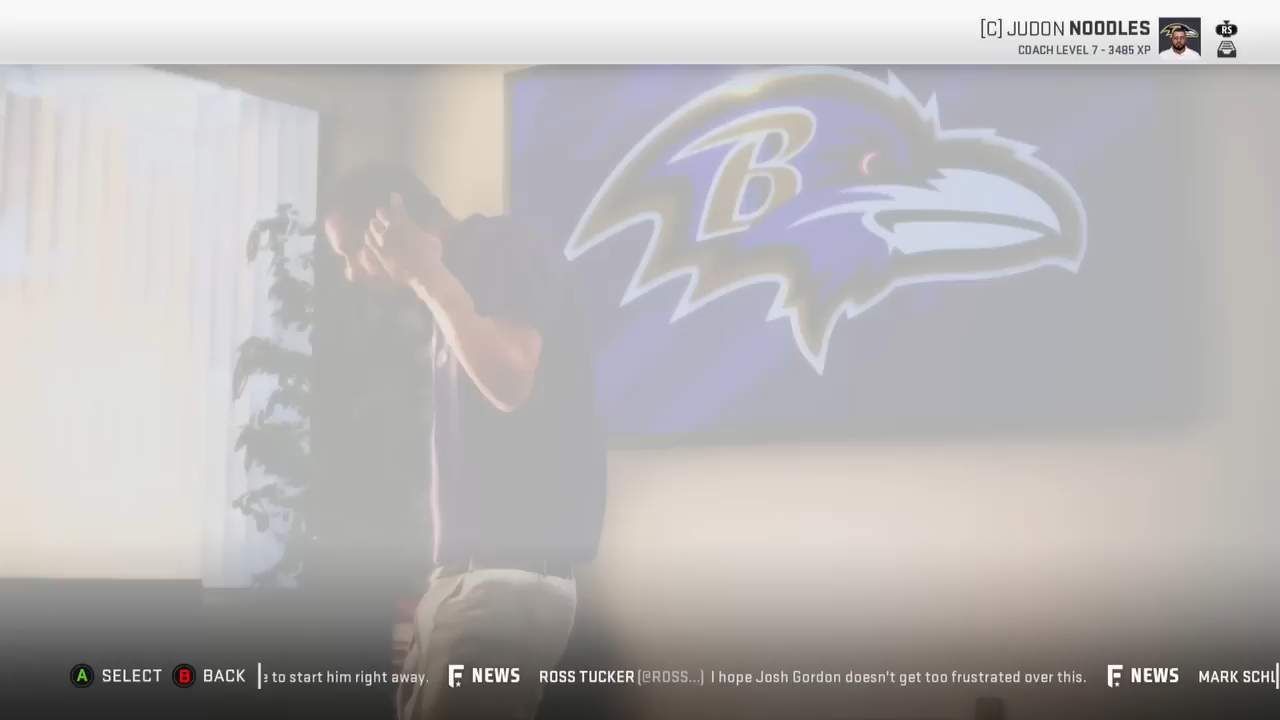 [C] JUDON NOODLES
COACH LEVEL 7 - 3485 XP
RS
B
A SELECT B BACK to start him right away. F NEWS ROSS TUCKER (@ROSS...) I hope Josh Gordon doesn't get too frustrated over this. F NEWS MARK